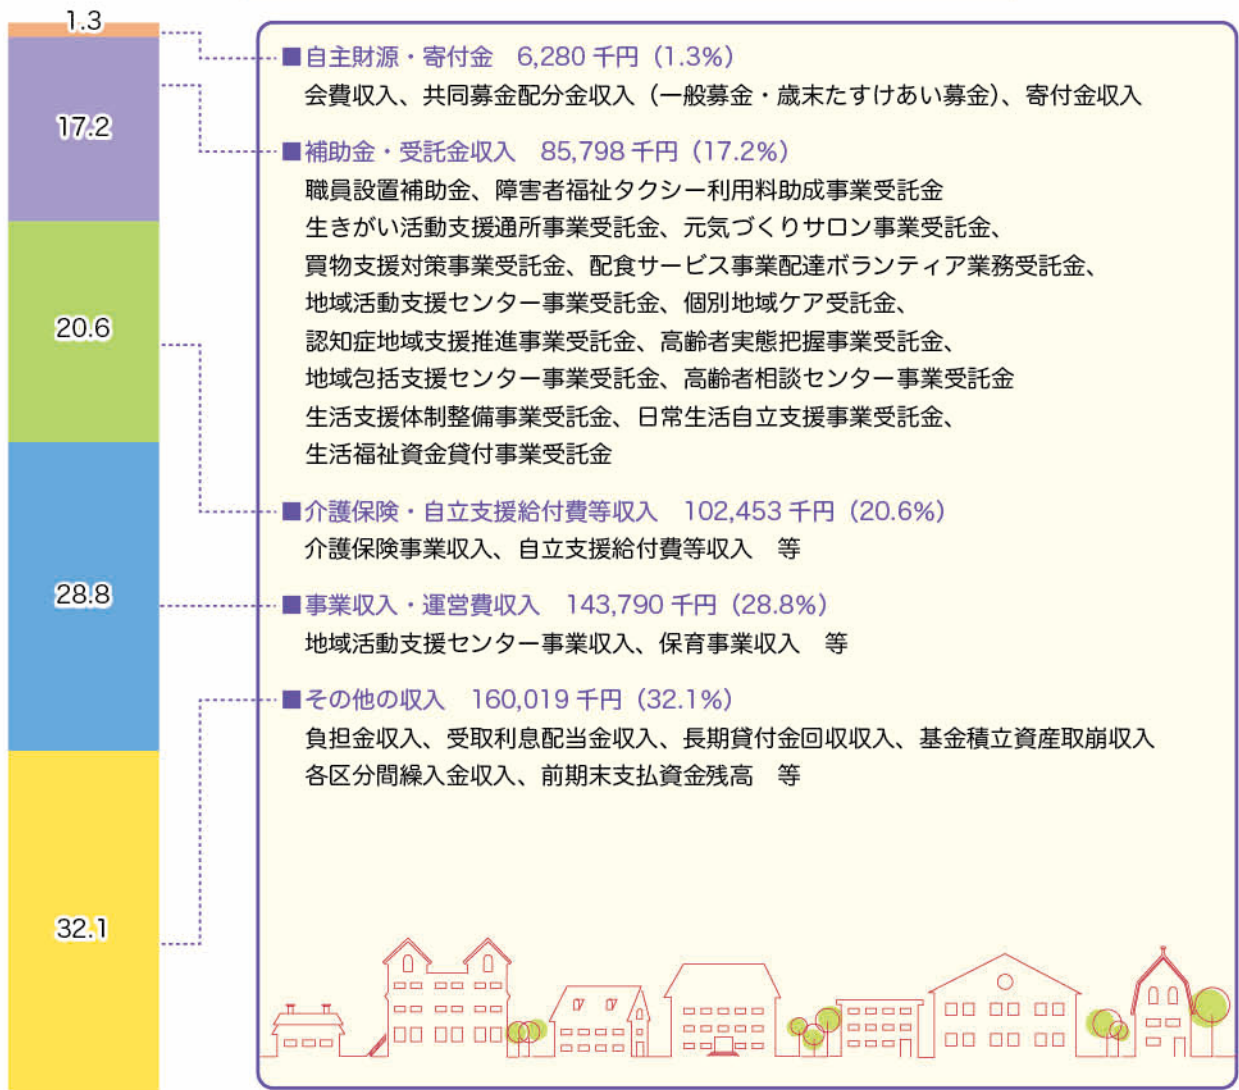 1.3
17.2
20.6
28.8
32.1
■自主財源・寄付金　6,280 千円（1.3%）
会費収入、共同募金配分金収入（一般募金・歳末たすけあい募金）、寄付金収入
■補助金・受託金収入　85,798 千円（17.2%）
職員設置補助金、障害者福祉タクシー利用料助成事業受託金
生きがい活動支援通所事業受託金、元気づくりサロン事業受託金、
買物支援対策事業受託金、配食サービス事業配達ボランティア業務受託金、
地域活動支援センター事業受託金、個別地域ケア受託金、
認知症地域支援推進事業受託金、高齢者実態把握事業受託金、
地域包括支援センター事業受託金、高齢者相談センター事業受託金
生活支援体制整備事業受託金、日常生活自立支援事業受託金、
生活福祉資金貸付事業受託金
■介護保険・自立支援給付費等収入　102,453 千円（20.6%）
介護保険事業収入、自立支援給付費等収入　等
■事業収入・運営費収入　143,790 千円（28.8%）
地域活動支援センター事業収入、保育事業収入　等
■その他の収入　160,019 千円（32.1%）
負担金収入、受取利息配当金収入、長期貸付金回収収入、基金積立資産取崩収入
各区分間繰入金収入、前期末支払資金残高　等